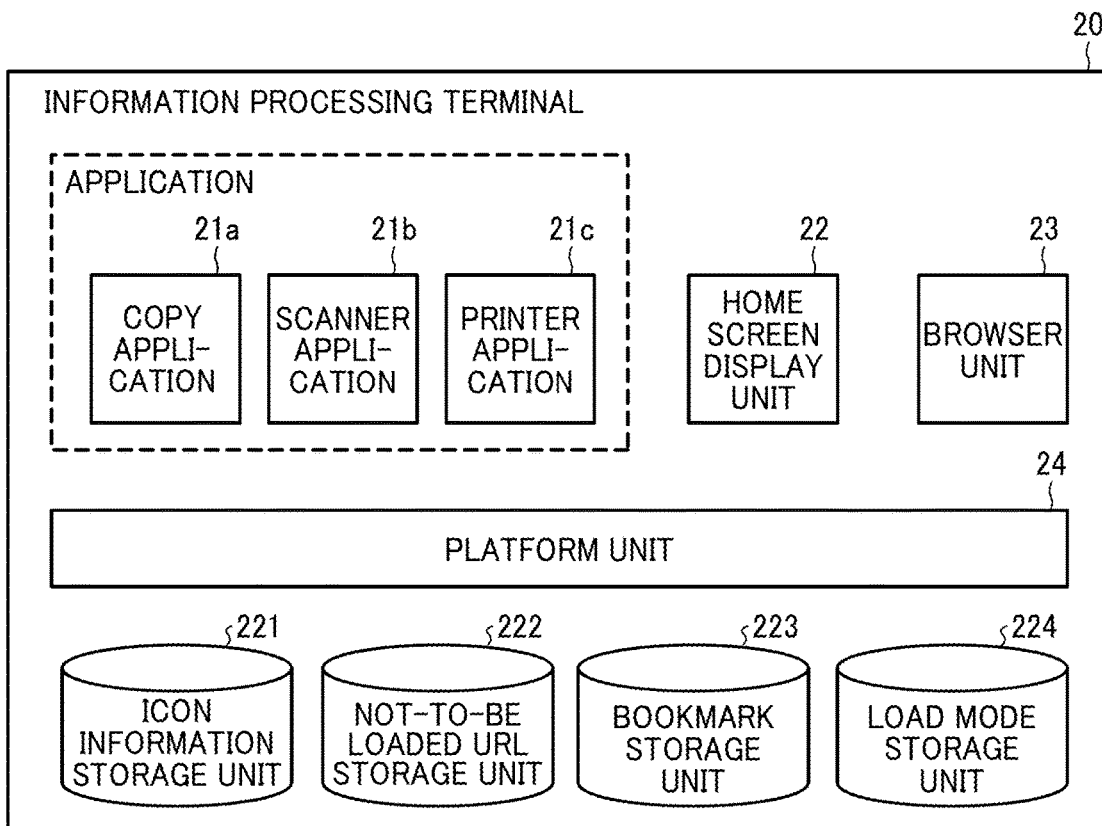 20
INFORMATION PROCESSING TERMINAL
APPLICATION
21a
21b
21c
22
23
COPY
APPLI-
CATION
SCANNER
APPLI-
CATION
PRINTER
APPLI-
CATION
HOME
SCREEN
DISPLAY
UNIT
BROWSER
UNIT
24
PLATFORM UNIT
221
222
223
224
ICON
INFORMATION
STORAGE UNIT
NOT-TO-BE
LOADED URL
STORAGE UNIT
BOOKMARK
STORAGE
UNIT
LOAD MODE
STORAGE
UNIT